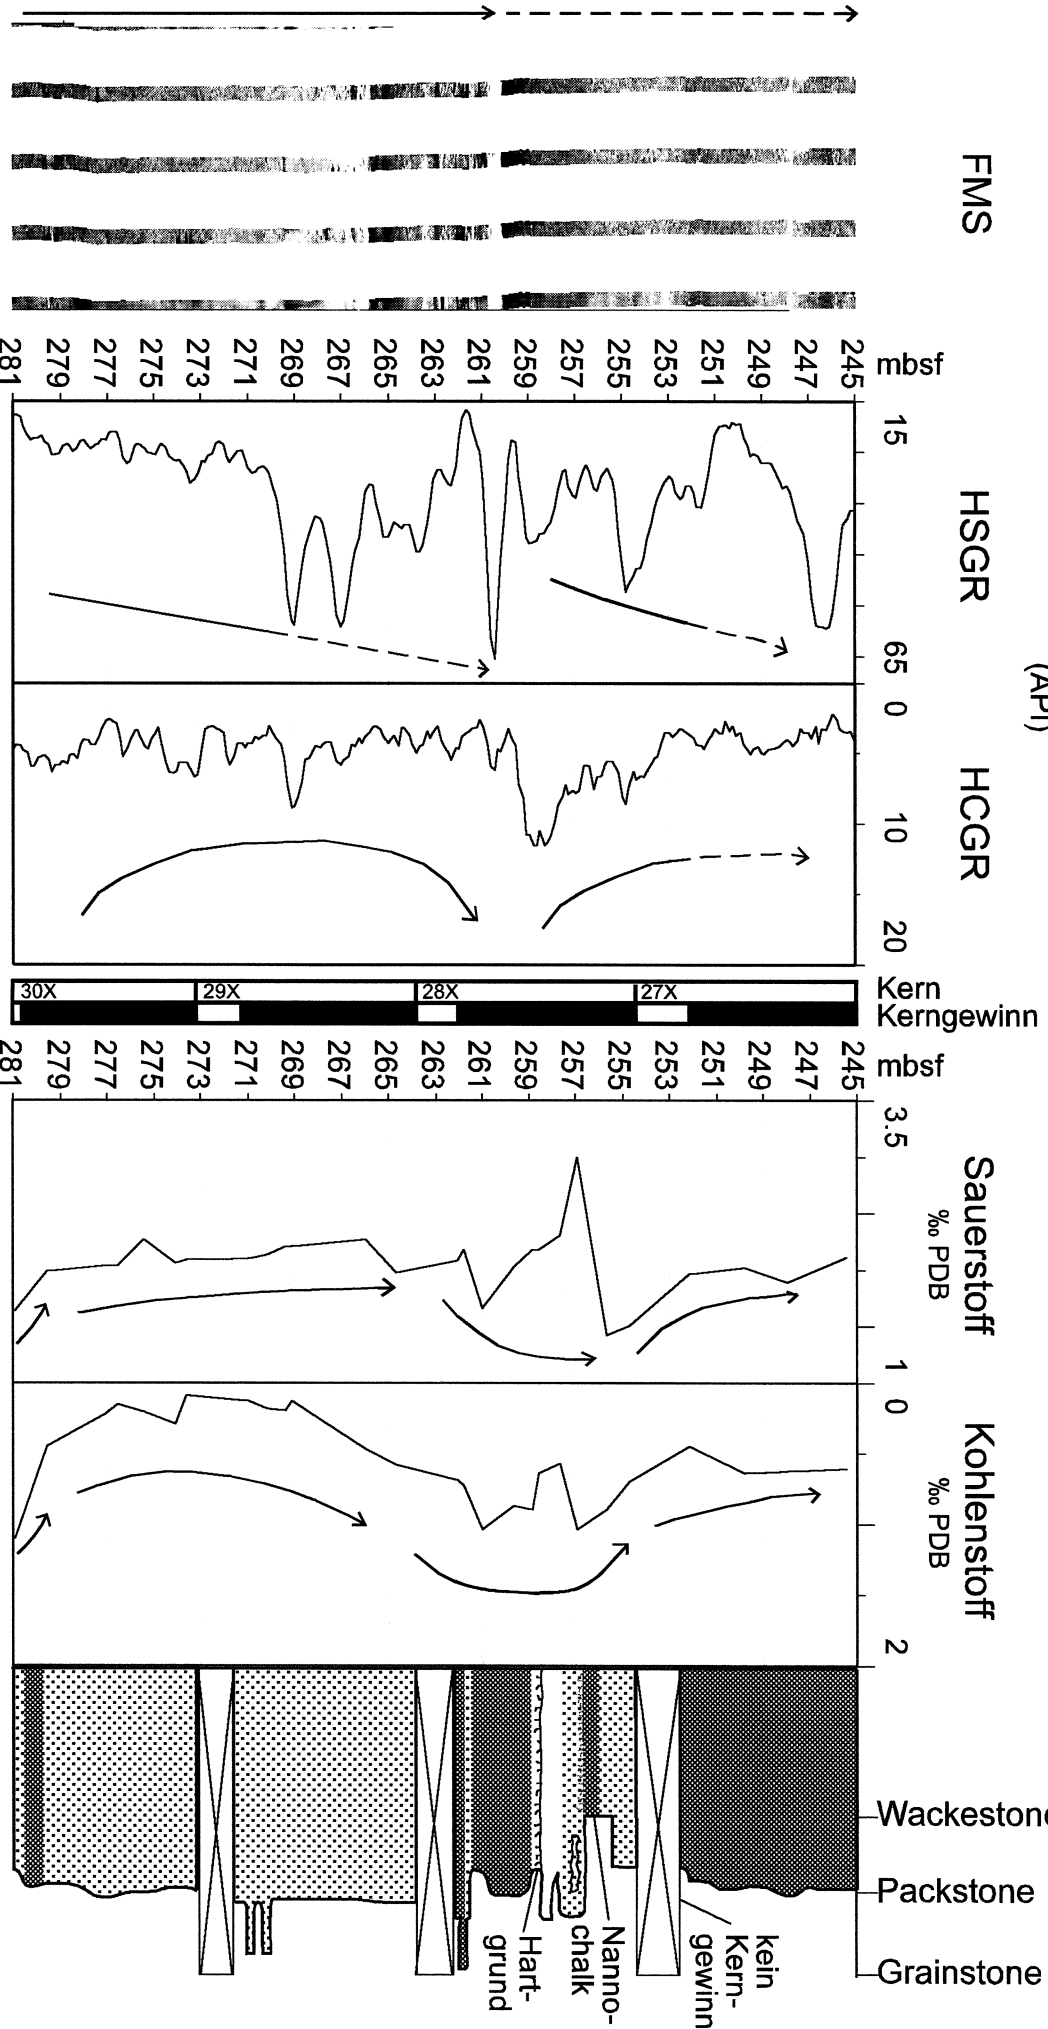 FMS
mbsf
245
247
249
251
253
255
257
259
261
263
265
267
269
271
273
275
277
279
281
HSGR
15
65
(API)
HCGR
0
10
20
Kern
Kerngewinn
27X
28X
29X
30X
mbsf
245
247
249
251
253
255
257
259
261
263
265
267
269
271
273
275
277
279
281
Sauerstoff
‰ PDB
3.5
1
Kohlenstoff
‰ PDB
0
2
Wackestone
Packstone
Grainstone
kein
Kern-
gewinn
Nanno-
chalk
Hart-
grund